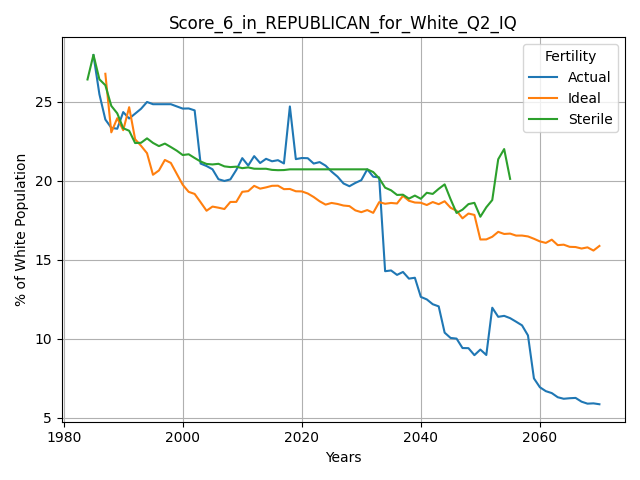 Score_6_in_REPUBLICAN_for_White_Q2_IQ
Fertility
Actual
Ideal
Sterile
% of White Population
25
20
15
10
5
1980
2000
2020
2040
2060
Years